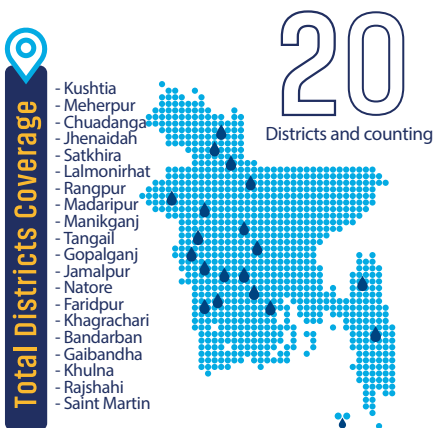 Total Districts Coverage
- Kushtia
- Meherpur
- Chuadanga
- Jhenaidah
- Satkhira
- Lalmonirhat
- Rangpur
- Madaripur
- Manikganj
- Tangail
- Gopalganj
- Jamalpur
- Natore
- Faridpur
- Khagrachari
- Bandarban
- Gaibandha
- Khulna
- Rajshahi
- Saint Martin
20
Districts and counting